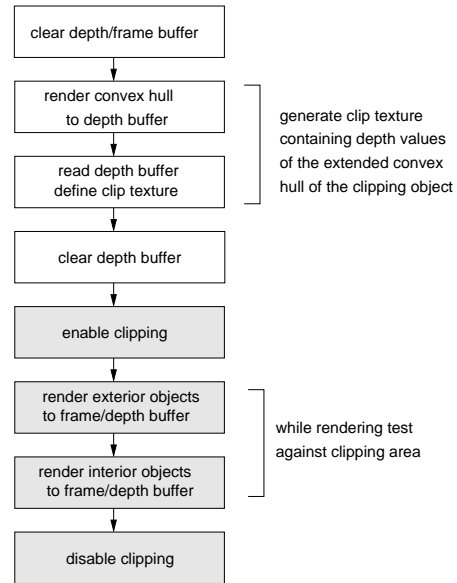 clear depth/frame buffer
render convex hull
to depth buffer
generate clip texture
containing depth values
of the extended convex
hull of the clipping object
read depth buffer
define clip texture
clear depth buffer
enable clipping
render exterior objects
to frame/depth buffer
while rendering test
against clipping area
render interior objects
to frame/depth buffer
disable clipping